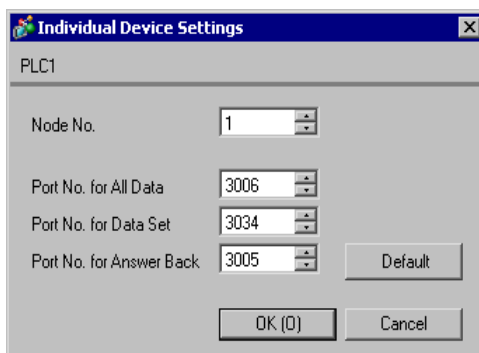 Individual Device Settings
PLC1
Node No. 1
Port No. for All Data 3006
Port No. for Data Set 3034
Port No. for Answer Back 3005 Default
OK (O) Cancel